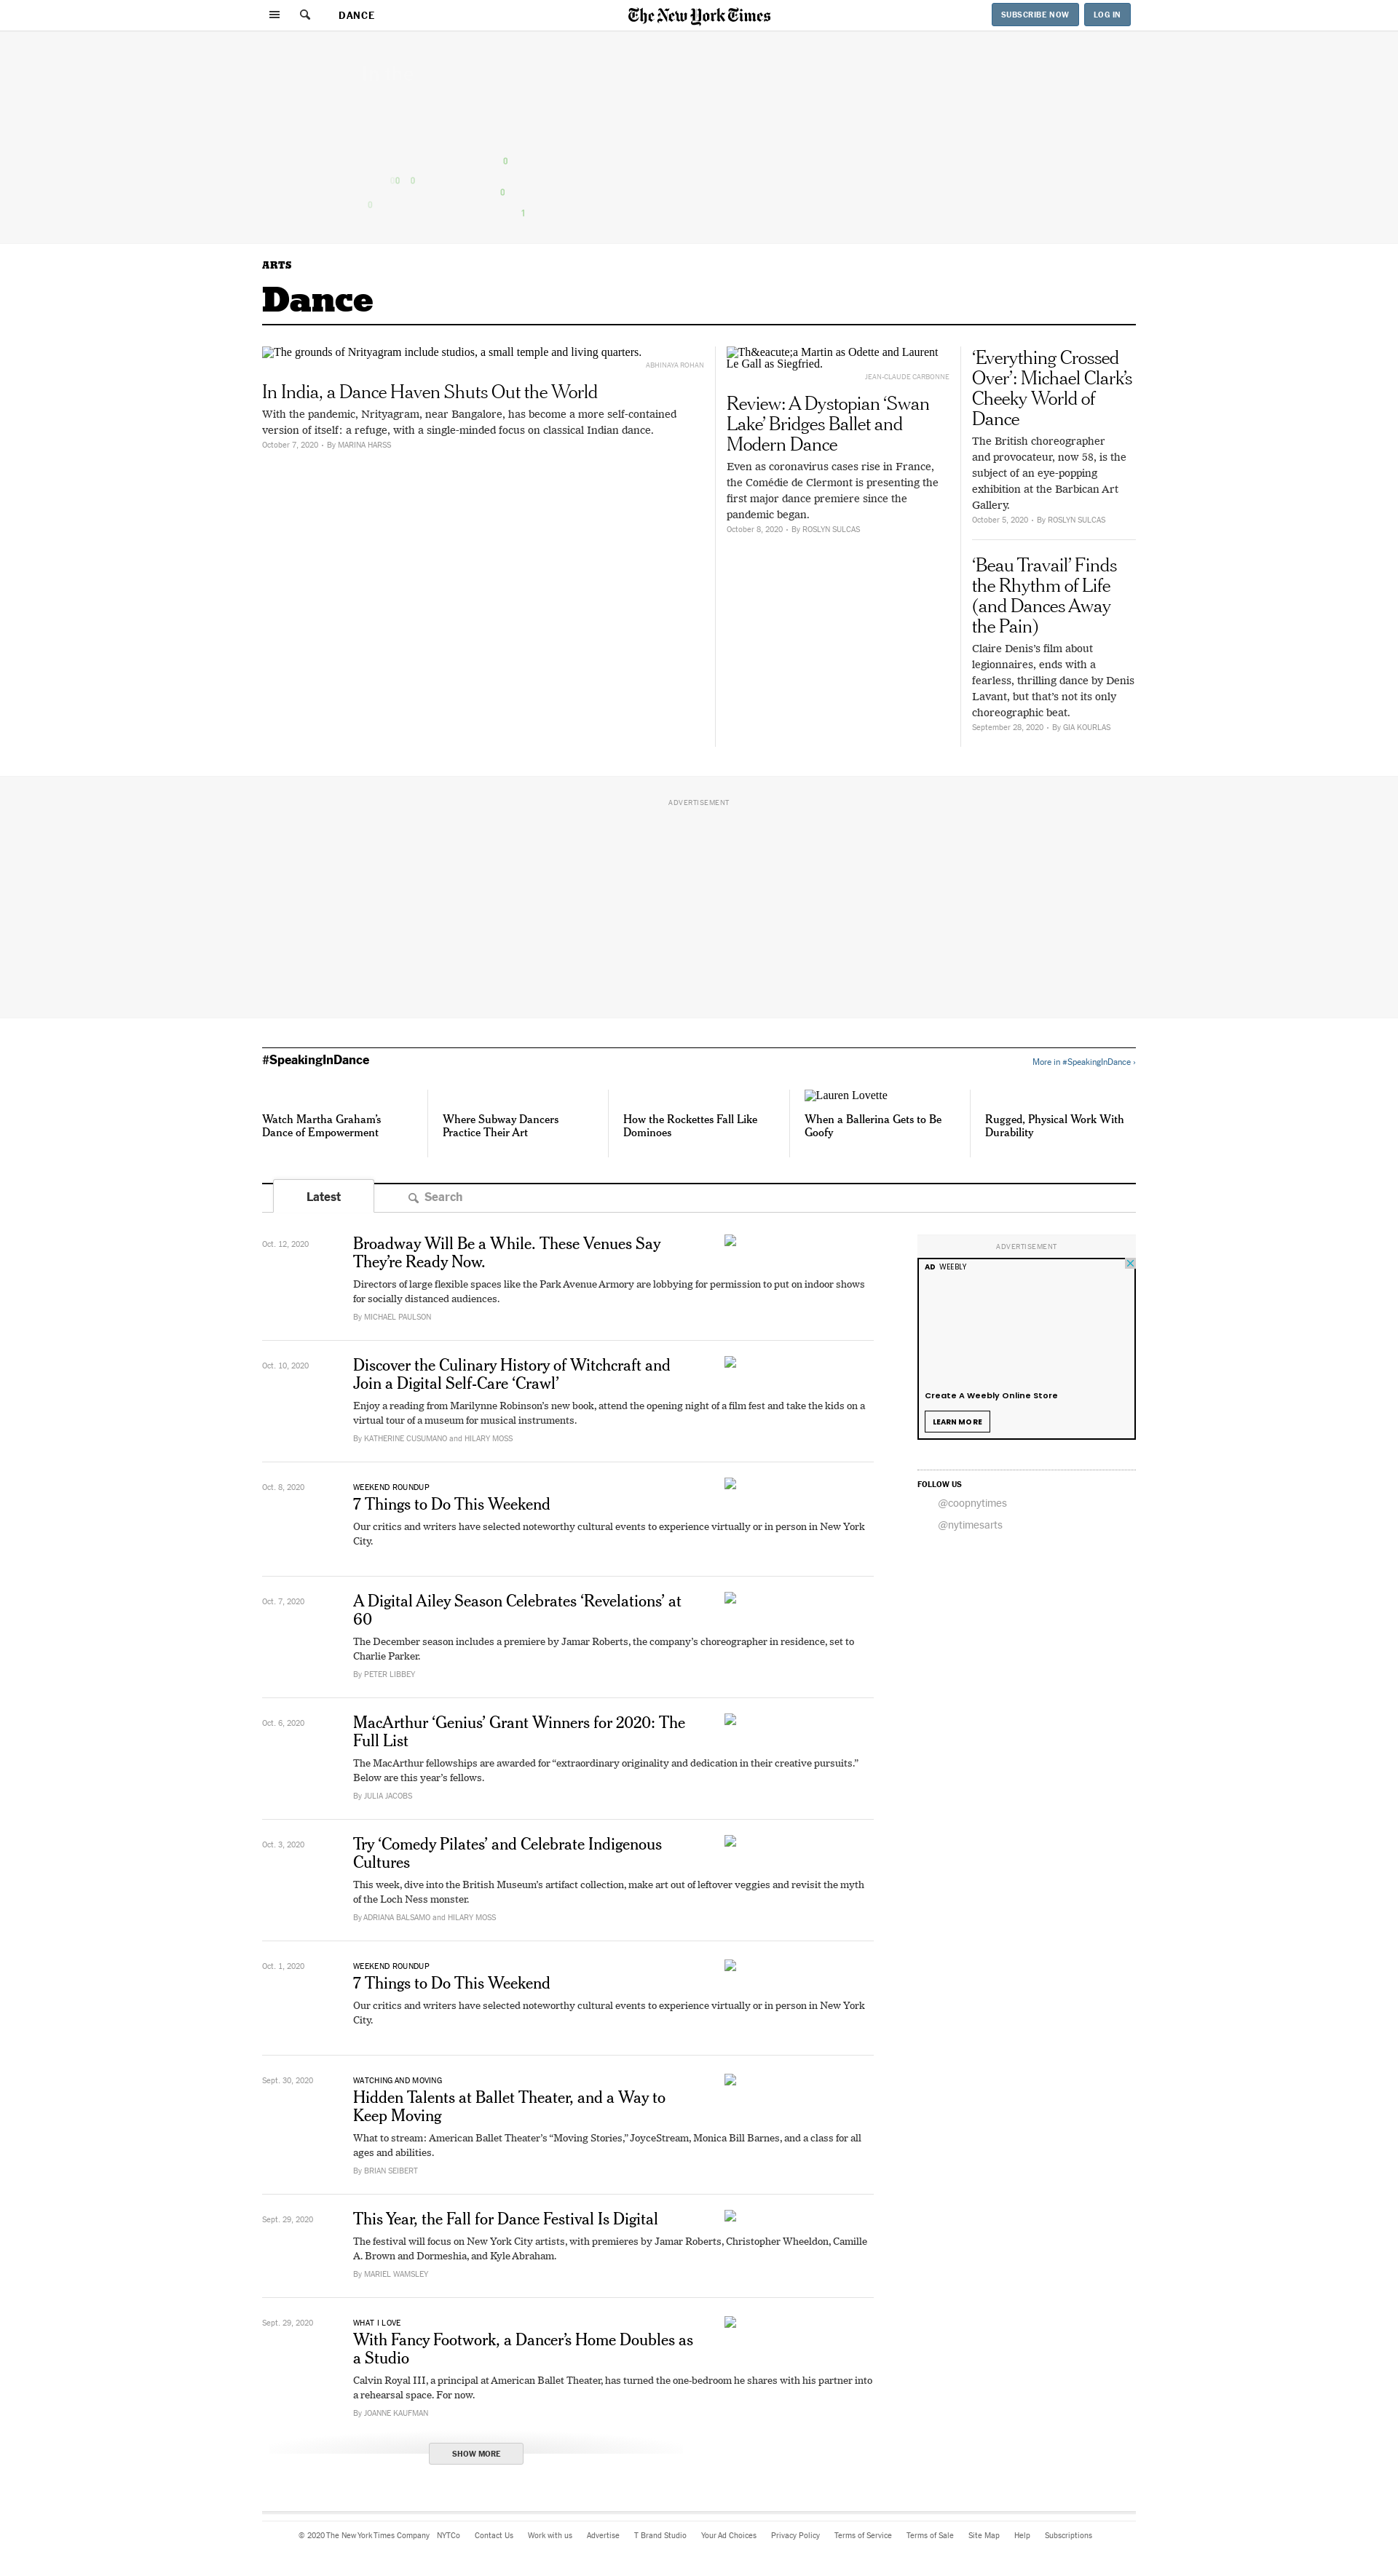 DANCE
The New York Times
SUBSCRIBE NOW
LOG IN
0
00 0
0
0
1
ARTS
Dance
The grounds of Nrityagram include studios, a small temple and living quarters.
ABHINAYA ROHAN
In India, a Dance Haven Shuts Out the World
With the pandemic, Nrityagram, near Bangalore, has become a more self-contained
version of itself: a refuge, with a single-minded focus on classical Indian dance.
October 7, 2020 • By MARINA HARSS
Th&eacute;a Martin as Odette and Laurent
Le Gall as Siegfried.
JEAN-CLAUDE CARBONNE
Review: A Dystopian ‘Swan
Lake’ Bridges Ballet and
Modern Dance
Even as coronavirus cases rise in France,
the Comédie de Clermont is presenting the
first major dance premiere since the
pandemic began.
October 8, 2020 • By ROSLYN SULCAS
‘Everything Crossed
Over’: Michael Clark’s
Cheeky World of
Dance
The British choreographer
and provocateur, now 58, is the
subject of an eye-popping
exhibition at the Barbican Art
Gallery.
October 5, 2020 • By ROSLYN SULCAS
‘Beau Travail’ Finds
the Rhythm of Life
(and Dances Away
the Pain)
Claire Denis’s film about
legionnaires, ends with a
fearless, thrilling dance by Denis
Lavant, but that’s not its only
choreographic beat.
September 28, 2020 • By GIA KOURLAS
ADVERTISEMENT
#SpeakingInDance
More in #SpeakingInDance ›
Watch Martha Graham’s
Dance of Empowerment
Where Subway Dancers
Practice Their Art
How the Rockettes Fall Like
Dominoes
Lauren Lovette
When a Ballerina Gets to Be
Goofy
Rugged, Physical Work With
Durability
Latest
Search
Oct. 12, 2020
Broadway Will Be a While. These Venues Say
They’re Ready Now.
Directors of large flexible spaces like the Park Avenue Armory are lobbying for permission to put on indoor shows
for socially distanced audiences.
By MICHAEL PAULSON
Oct. 10, 2020
Discover the Culinary History of Witchcraft and
Join a Digital Self-Care ‘Crawl’
Enjoy a reading from Marilynne Robinson’s new book, attend the opening night of a film fest and take the kids on a
virtual tour of a museum for musical instruments.
By KATHERINE CUSUMANO and HILARY MOSS
Oct. 8, 2020
WEEKEND ROUNDUP
7 Things to Do This Weekend
Our critics and writers have selected noteworthy cultural events to experience virtually or in person in New York
City.
Oct. 7, 2020
A Digital Ailey Season Celebrates ‘Revelations’ at
60
The December season includes a premiere by Jamar Roberts, the company’s choreographer in residence, set to
Charlie Parker.
By PETER LIBBEY
Oct. 6, 2020
MacArthur ‘Genius’ Grant Winners for 2020: The
Full List
The MacArthur fellowships are awarded for “extraordinary originality and dedication in their creative pursuits.”
Below are this year’s fellows.
By JULIA JACOBS
Oct. 3, 2020
Try ‘Comedy Pilates’ and Celebrate Indigenous
Cultures
This week, dive into the British Museum’s artifact collection, make art out of leftover veggies and revisit the myth
of the Loch Ness monster.
By ADRIANA BALSAMO and HILARY MOSS
Oct. 1, 2020
WEEKEND ROUNDUP
7 Things to Do This Weekend
Our critics and writers have selected noteworthy cultural events to experience virtually or in person in New York
City.
Sept. 30, 2020
WATCHING AND MOVING
Hidden Talents at Ballet Theater, and a Way to
Keep Moving
What to stream: American Ballet Theater’s “Moving Stories,” JoyceStream, Monica Bill Barnes, and a class for all
ages and abilities.
By BRIAN SEIBERT
Sept. 29, 2020
This Year, the Fall for Dance Festival Is Digital
The festival will focus on New York City artists, with premieres by Jamar Roberts, Christopher Wheeldon, Camille
A. Brown and Dormeshia, and Kyle Abraham.
By MARIEL WAMSLEY
Sept. 29, 2020
WHAT I LOVE
With Fancy Footwork, a Dancer’s Home Doubles as
a Studio
Calvin Royal III, a principal at American Ballet Theater, has turned the one-bedroom he shares with his partner into
a rehearsal space. For now.
By JOANNE KAUFMAN
SHOW MORE
ADVERTISEMENT
AD WEEBLY
Create A Weebly Online Store
LEARN MORE
FOLLOW US
@coopnytimes
@nytimesarts
© 2020 The New York Times Company NYTCo Contact Us Work with us Advertise T Brand Studio Your Ad Choices Privacy Policy Terms of Service Terms of Sale Site Map Help Subscriptions